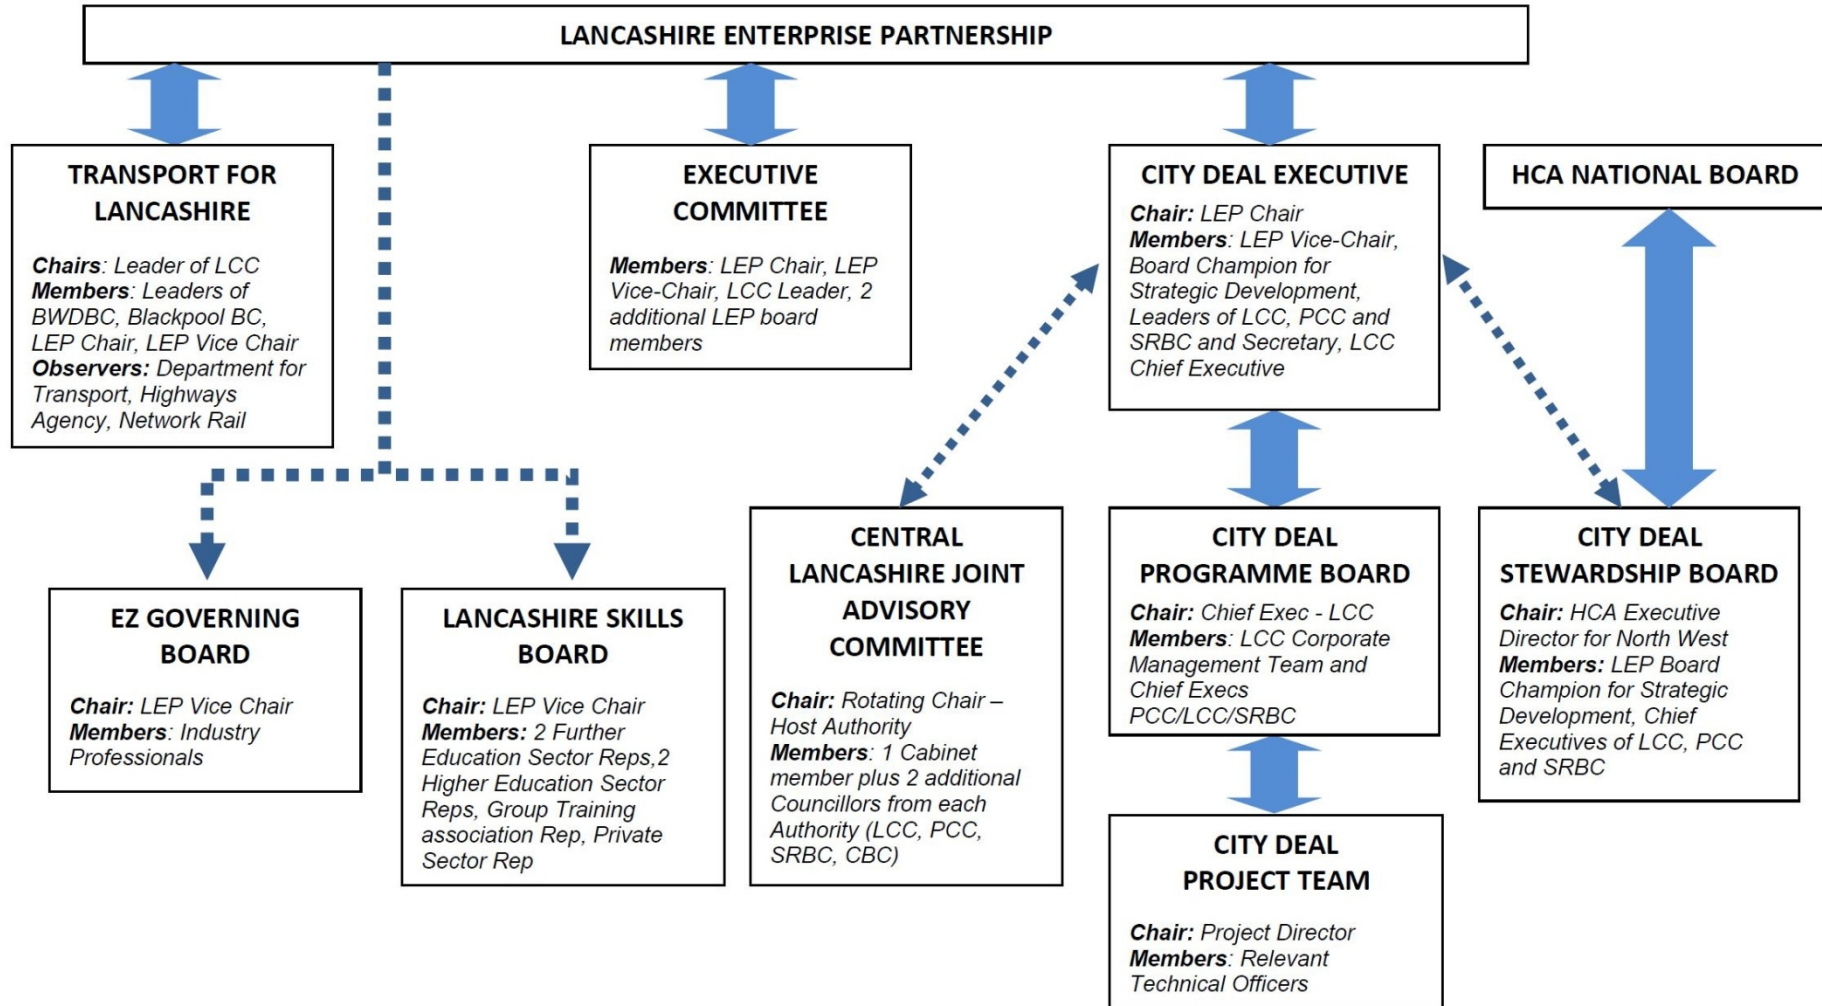 LANCASHIRE ENTERPRISE PARTNERSHIP
TRANSPORT FOR
LANCASHIRE
Chairs: Leader of LCC
Members: Leaders of
BWDBC, Blackpool BC,
LEP Chair, LEP Vice Chair
Observers: Department for
Transport, Highways
Agency, Network Rail
EXECUTIVE
COMMITTEE
Members: LEP Chair, LEP
Vice-Chair, LCC Leader, 2
additional LEP board
members
CITY DEAL EXECUTIVE
Chair: LEP Chair
Members: LEP Vice-Chair,
Board Champion for
Strategic Development,
Leaders of LCC, PCC and
SRBC and Secretary, LCC
Chief Executive
HCA NATIONAL BOARD
EZ GOVERNING
BOARD
Chair: LEP Vice Chair
Members: Industry
Professionals
LANCASHIRE SKILLS
BOARD
Chair: LEP Vice Chair
Members: 2 Further
Education Sector Reps,2
Higher Education Sector
Reps, Group Training
association Rep, Private
Sector Rep
CENTRAL
LANCASHIRE JOINT
ADVISORY
COMMITTEE
Chair: Rotating Chair –
Host Authority
Members: 1 Cabinet
member plus 2 additional
Councillors from each
Authority (LCC, PCC,
SRBC, CBC)
CITY DEAL
PROGRAMME BOARD
Chair: Chief Exec - LCC
Members: LCC Corporate
Management Team and
Chief Execs
PCC/LCC/SRBC
CITY DEAL
STEWARDSHIP BOARD
Chair: HCA Executive
Director for North West
Members: LEP Board
Champion for Strategic
Development, Chief
Executives of LCC, PCC
and SRBC
CITY DEAL
PROJECT TEAM
Chair: Project Director
Members: Relevant
Technical Officers